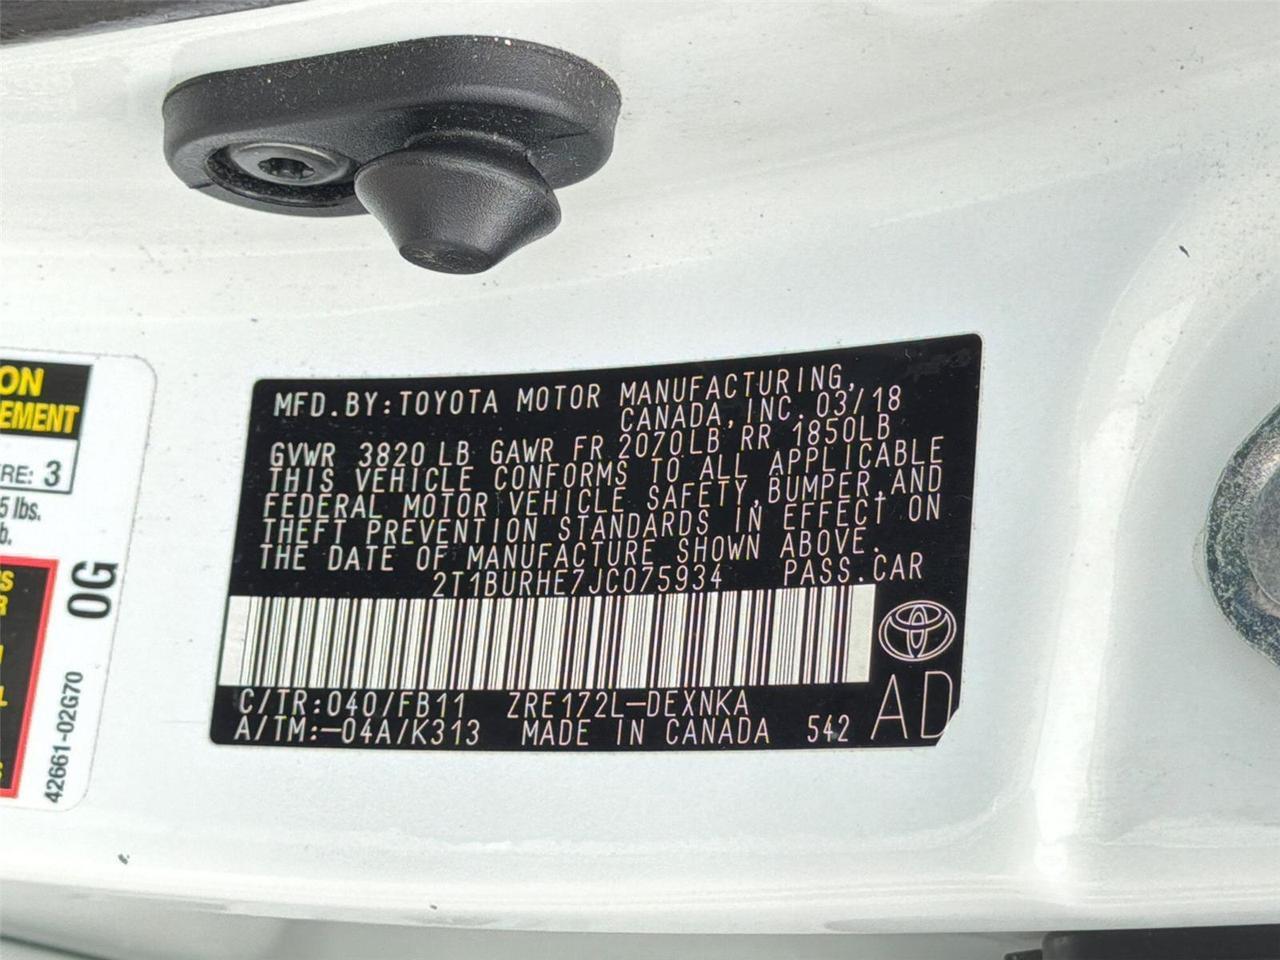 MFD.BY:TOYOTA MOTOR MANUFACTURING,
CANADA,INC. 03/18
GVWR 3820 LB GAWR FR 2070LB RR 1850LB
THIS VEHICLE CONFORMS TO ALL APPLICABLE
FEDERAL MOTOR VEHICLE SAFETY,BUMPER,AND
THEFT PREVENTION STANDARDS IN EFFECT ON
THE DATE OF MANUFACTURE SHOWN ABOVE.
2T1BURHE7JC075934 PASS.CAR
C/TR:040/FB11 ZRE172L-DEXNKA
A/TM:-04A/K313 MADE IN CANADA 542 AD
ON
EMENT
RE: 3
5 lbs.
b.
S
R
L
S
0G
42661-02G70